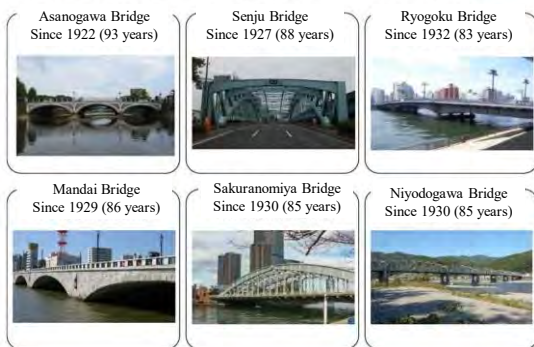 Asanogawa Bridge
Since 1922 (93 years)
Senju Bridge
Since 1927 (88 years)
Ryogoku Bridge
Since 1932 (83 years)
Mandai Bridge
Since 1929 (86 years)
Sakuranomiya Bridge
Since 1930 (85 years)
Niyodogawa Bridge
Since 1930 (85 years)